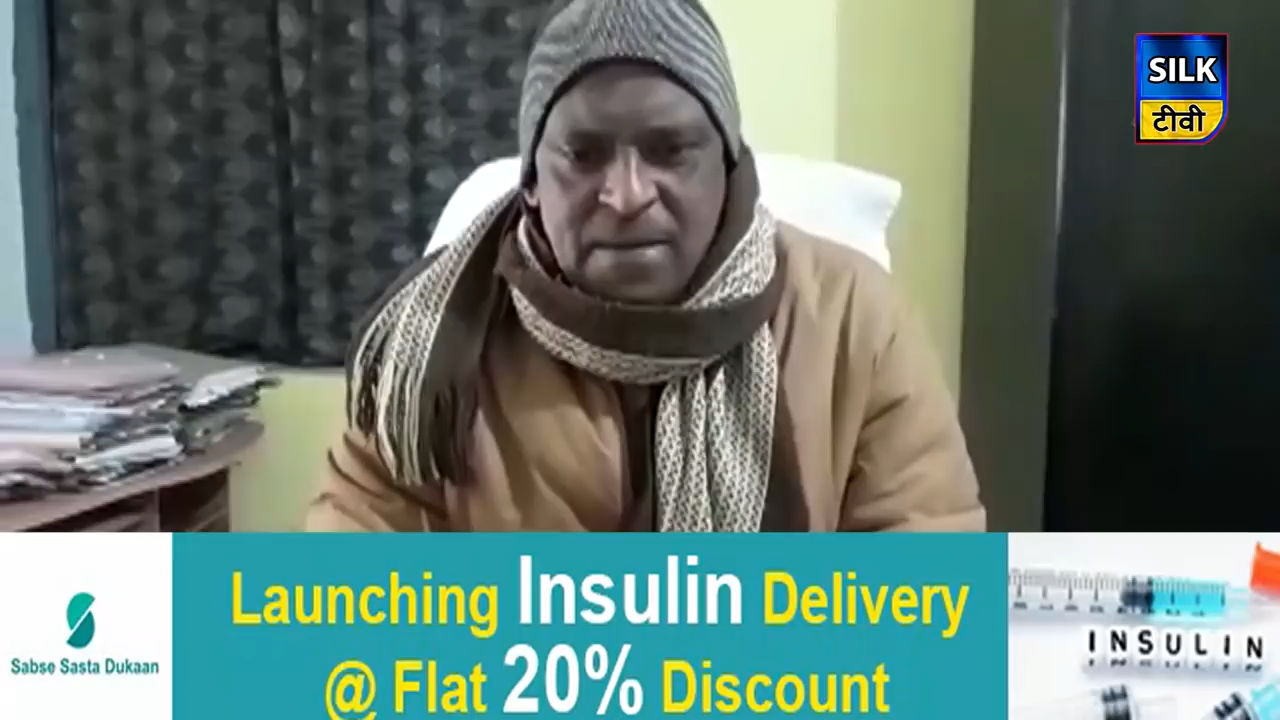 SILK
टीवी
Launching Insulin Delivery
@ Flat 20% Discount
Sabse Sasta Dukaan
INSULIN